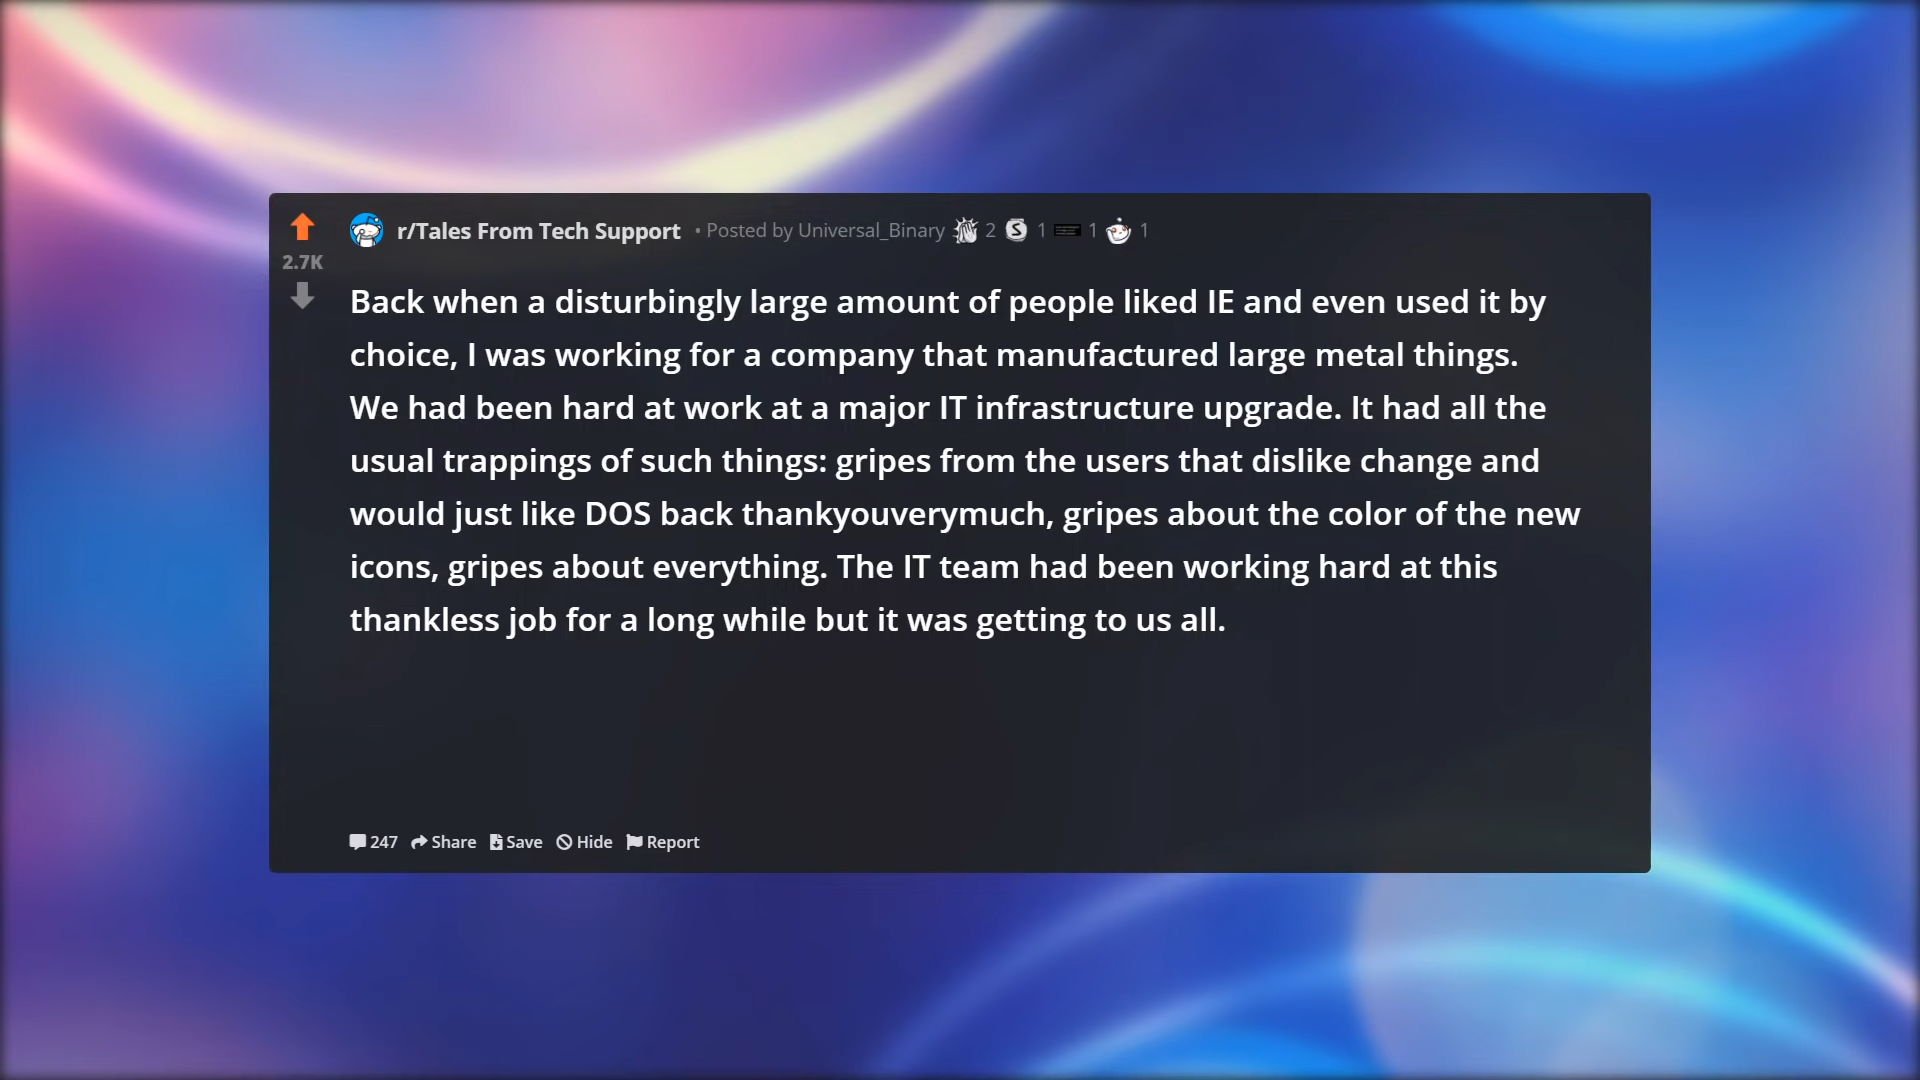 r/Tales From Tech Support • Posted by Universal_Binary 2 S 1 1 1
2.7K
Back when a disturbingly large amount of people liked IE and even used it by
choice, I was working for a company that manufactured large metal things.
We had been hard at work at a major IT infrastructure upgrade. It had all the
usual trappings of such things: gripes from the users that dislike change and
would just like DOS back thankyouverymuch, gripes about the color of the new
icons, gripes about everything. The IT team had been working hard at this
thankless job for a long while but it was getting to us all.
247 Share Save Hide Report